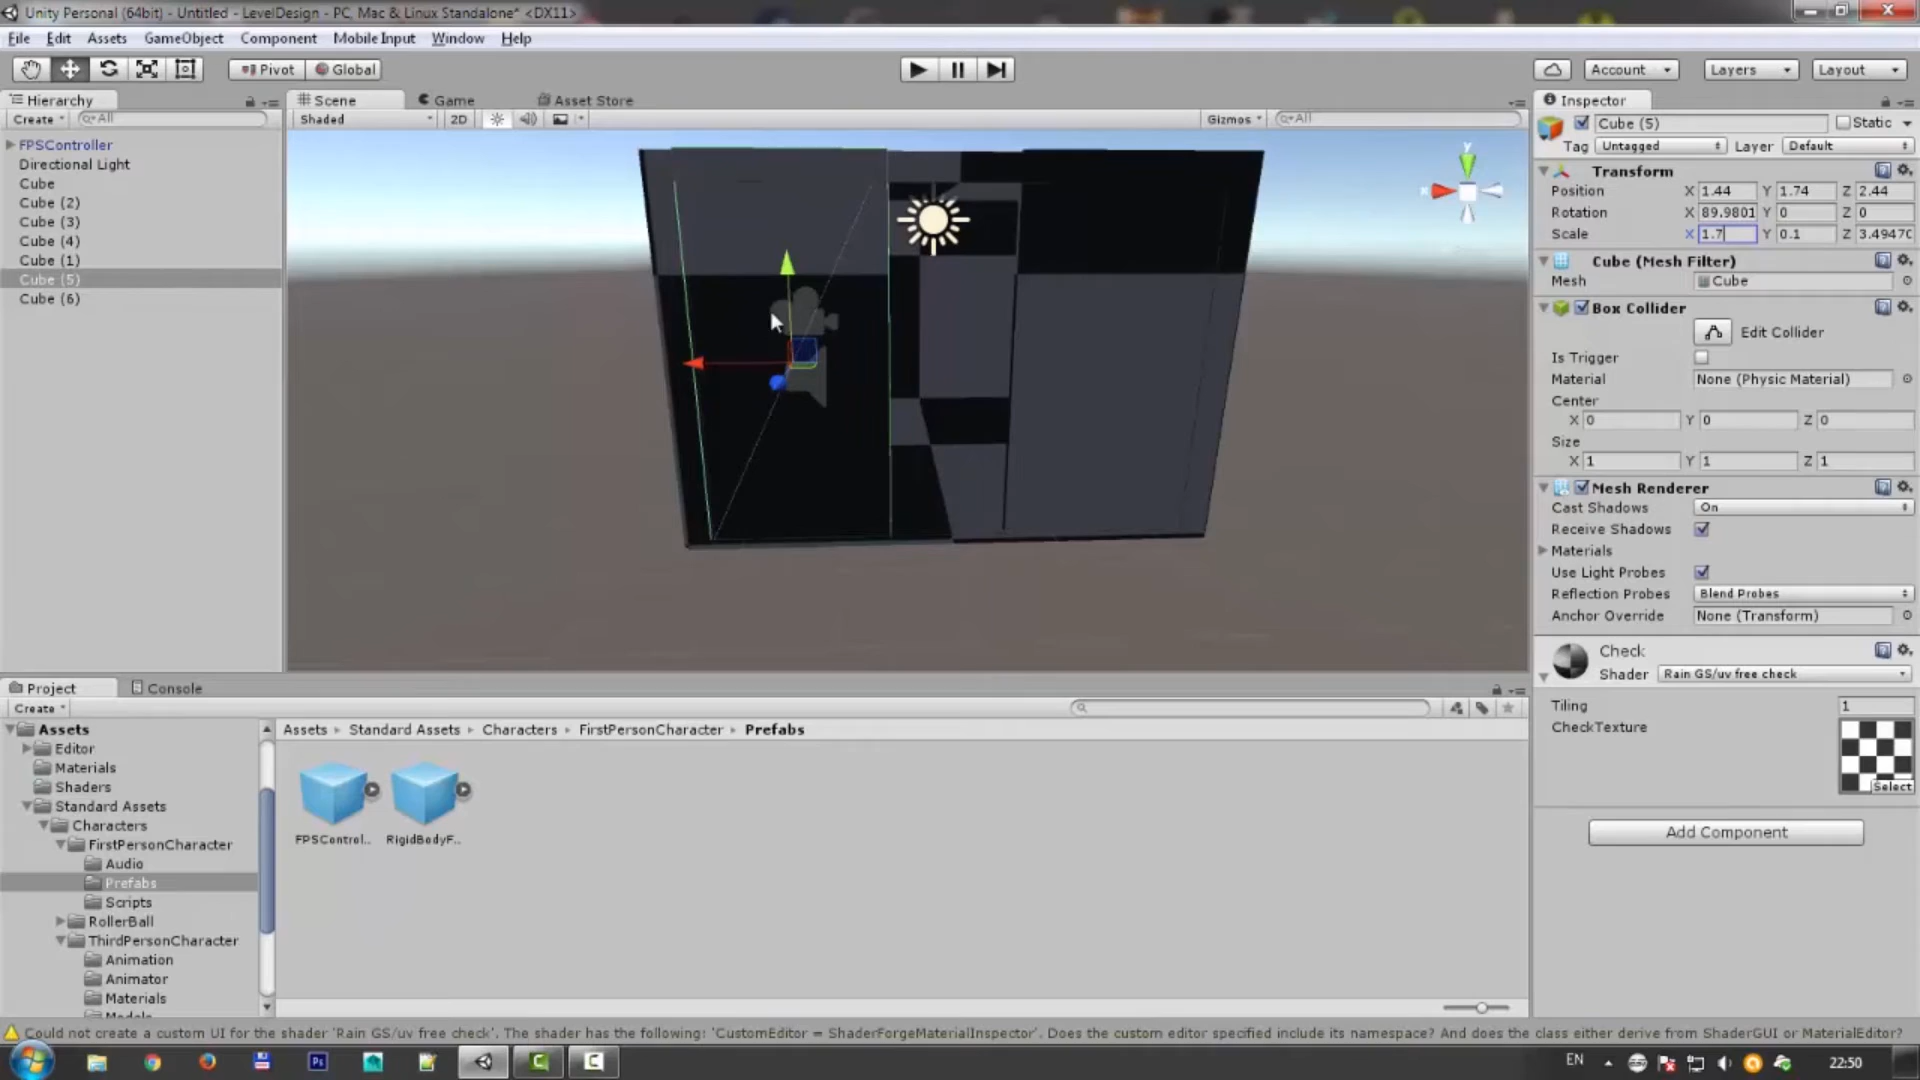 Unity Personal (64bit) - Untitled - LevelDesign - PC, Mac & Linux Standalone* <DX11>
File Edit Assets GameObject Component Mobile Input Window Help
Pivot Global Account Layers Layout
Hierarchy
Create All
FPSController
Directional Light
Cube
Cube (2)
Cube (3)
Cube (4)
Cube (1)
Cube (5)
Cube (6)
Scene Game Asset Store
Shaded 2D Gizmos All
y
Inspector
Cube (5) Static
Tag Untagged Layer Default
Transform
Position X 1.44 Y 1.74 Z 2.44
Rotation X 89.9801 Y 0 Z 0
Scale X 1.7 Y 0.1 Z 3.4947C
Cube (Mesh Filter)
Mesh Cube
Box Collider
Edit Collider
Is Trigger
Material None (Physic Material)
Center
X 0 Y 0 Z 0
Size
X 1 Y 1 Z 1
Mesh Renderer
Cast Shadows On
Receive Shadows
Materials
Use Light Probes
Reflection Probes Blend Probes
Anchor Override None (Transform)
Check
Shader Rain GS/uv free check
Tiling 1
CheckTexture
Select
Add Component
Project Console
Create
Assets
Editor
Materials
Shaders
Standard Assets
Characters
FirstPersonCharacter
Audio
Prefabs
Scripts
RollerBall
ThirdPersonCharacter
Animation
Animator
Materials
Models
Assets Standard Assets Characters FirstPersonCharacter Prefabs
FPSControl.. RigidBodyF...
Could not create a custom UI for the shader 'Rain GS/uv free check'. The shader has the following: 'CustomEditor = ShaderForgeMaterialInspector'. Does the custom editor specified include its namespace? And does the class either derive from ShaderGUI or MaterialEditor?
Ps EN 22:50